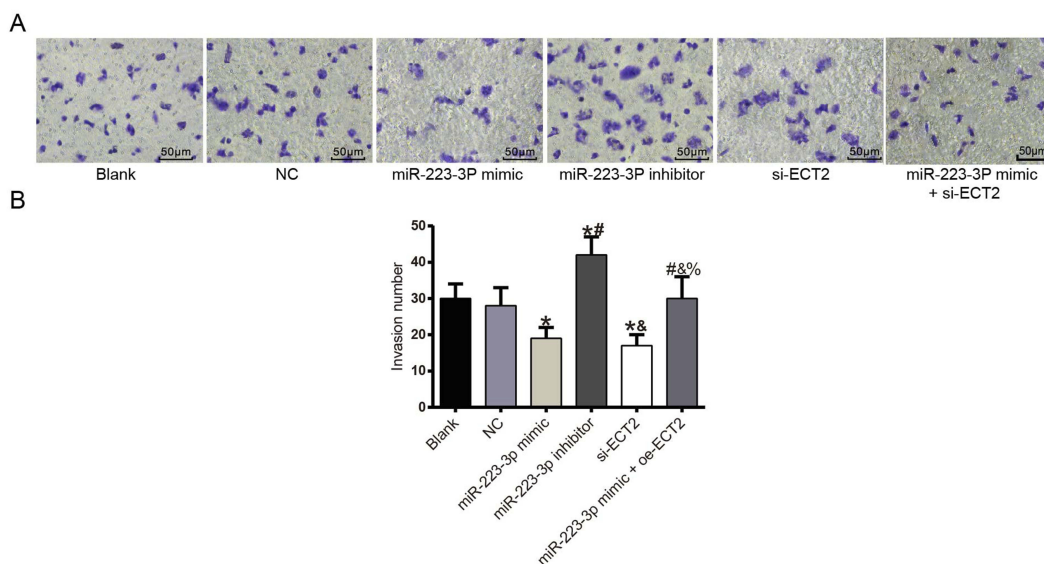 A
50μm 50μm 50μm 50μm 50μm 50μm
Blank NC miR-223-3P mimic miR-223-3P inhibitor si-ECT2 miR-223-3P mimic
+ si-ECT2
B
Invasion number
50
40
30
20
10
0
*
*#
*&
#&%
Blank
NC
miR-223-3p mimic
miR-223-3p inhibitor
si-ECT2
miR-223-3p mimic + oe-ECT2